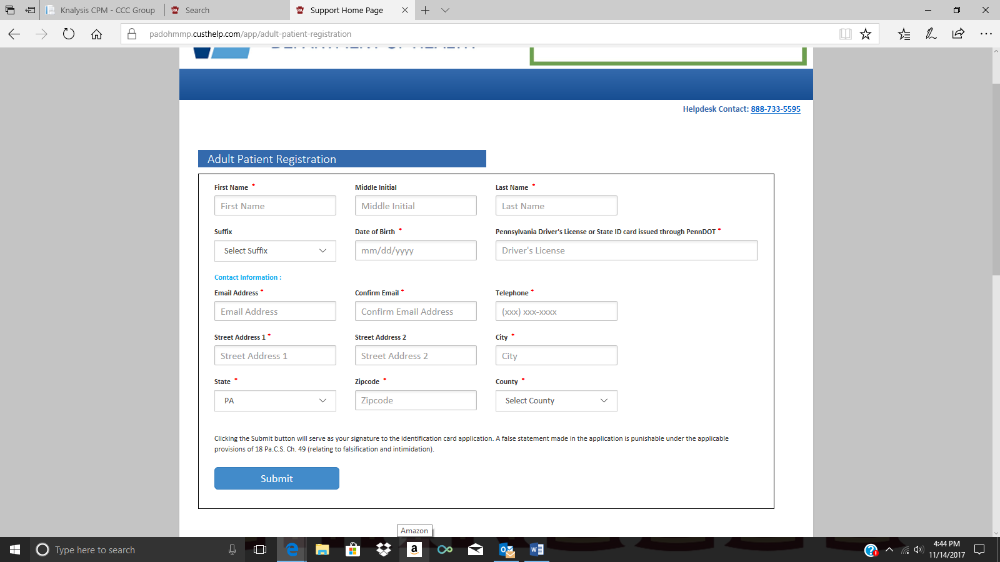 Knalysis CPM - CCC Group
Search
Support Home Page
padohmmp.custhelp.com/app/adult-patient-registration
DEPARTMENT OF HEALTH
Helpdesk Contact: 888-733-5595
Adult Patient Registration
First Name * Middle Initial Last Name *
First Name Middle Initial Last Name
Suffix Date of Birth * Pennsylvania Driver's License or State ID card issued through PennDOT *
Select Suffix mm/dd/yyyy Driver's License
Contact Information :
Email Address * Confirm Email * Telephone *
Email Address Confirm Email Address (xxx) xxx-xxxx
Street Address 1 * Street Address 2 City *
Street Address 1 Street Address 2 City
State * Zipcode * County *
PA Zipcode Select County
Clicking the Submit button will serve as your signature to the identification card application. A false statement made in the application is punishable under the applicable
provisions of 18 Pa.C.S. Ch. 49 (relating to falsification and intimidation).
Submit
Amazon
Type here to search
4:44 PM
11/14/2017